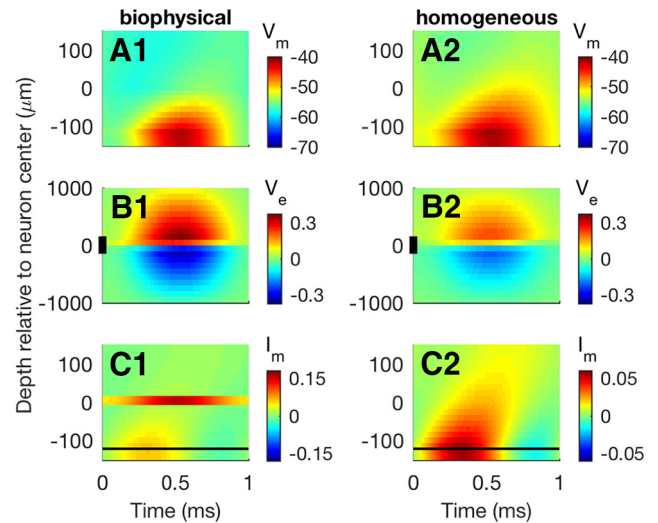 biophysical
homogeneous
Depth relative to neuron center (μm)
A1
100
0
-100
Vm
-40
-50
-60
-70
A2
100
0
-100
Vm
-40
-50
-60
-70
B1
1000
0
-1000
Ve
0.3
0
-0.3
B2
1000
0
-1000
Ve
0.3
0
-0.3
C1
100
0
-100
Im
0.15
0
-0.15
0
0.5
1
Time (ms)
C2
100
0
-100
Im
0.05
0
-0.05
0
0.5
1
Time (ms)